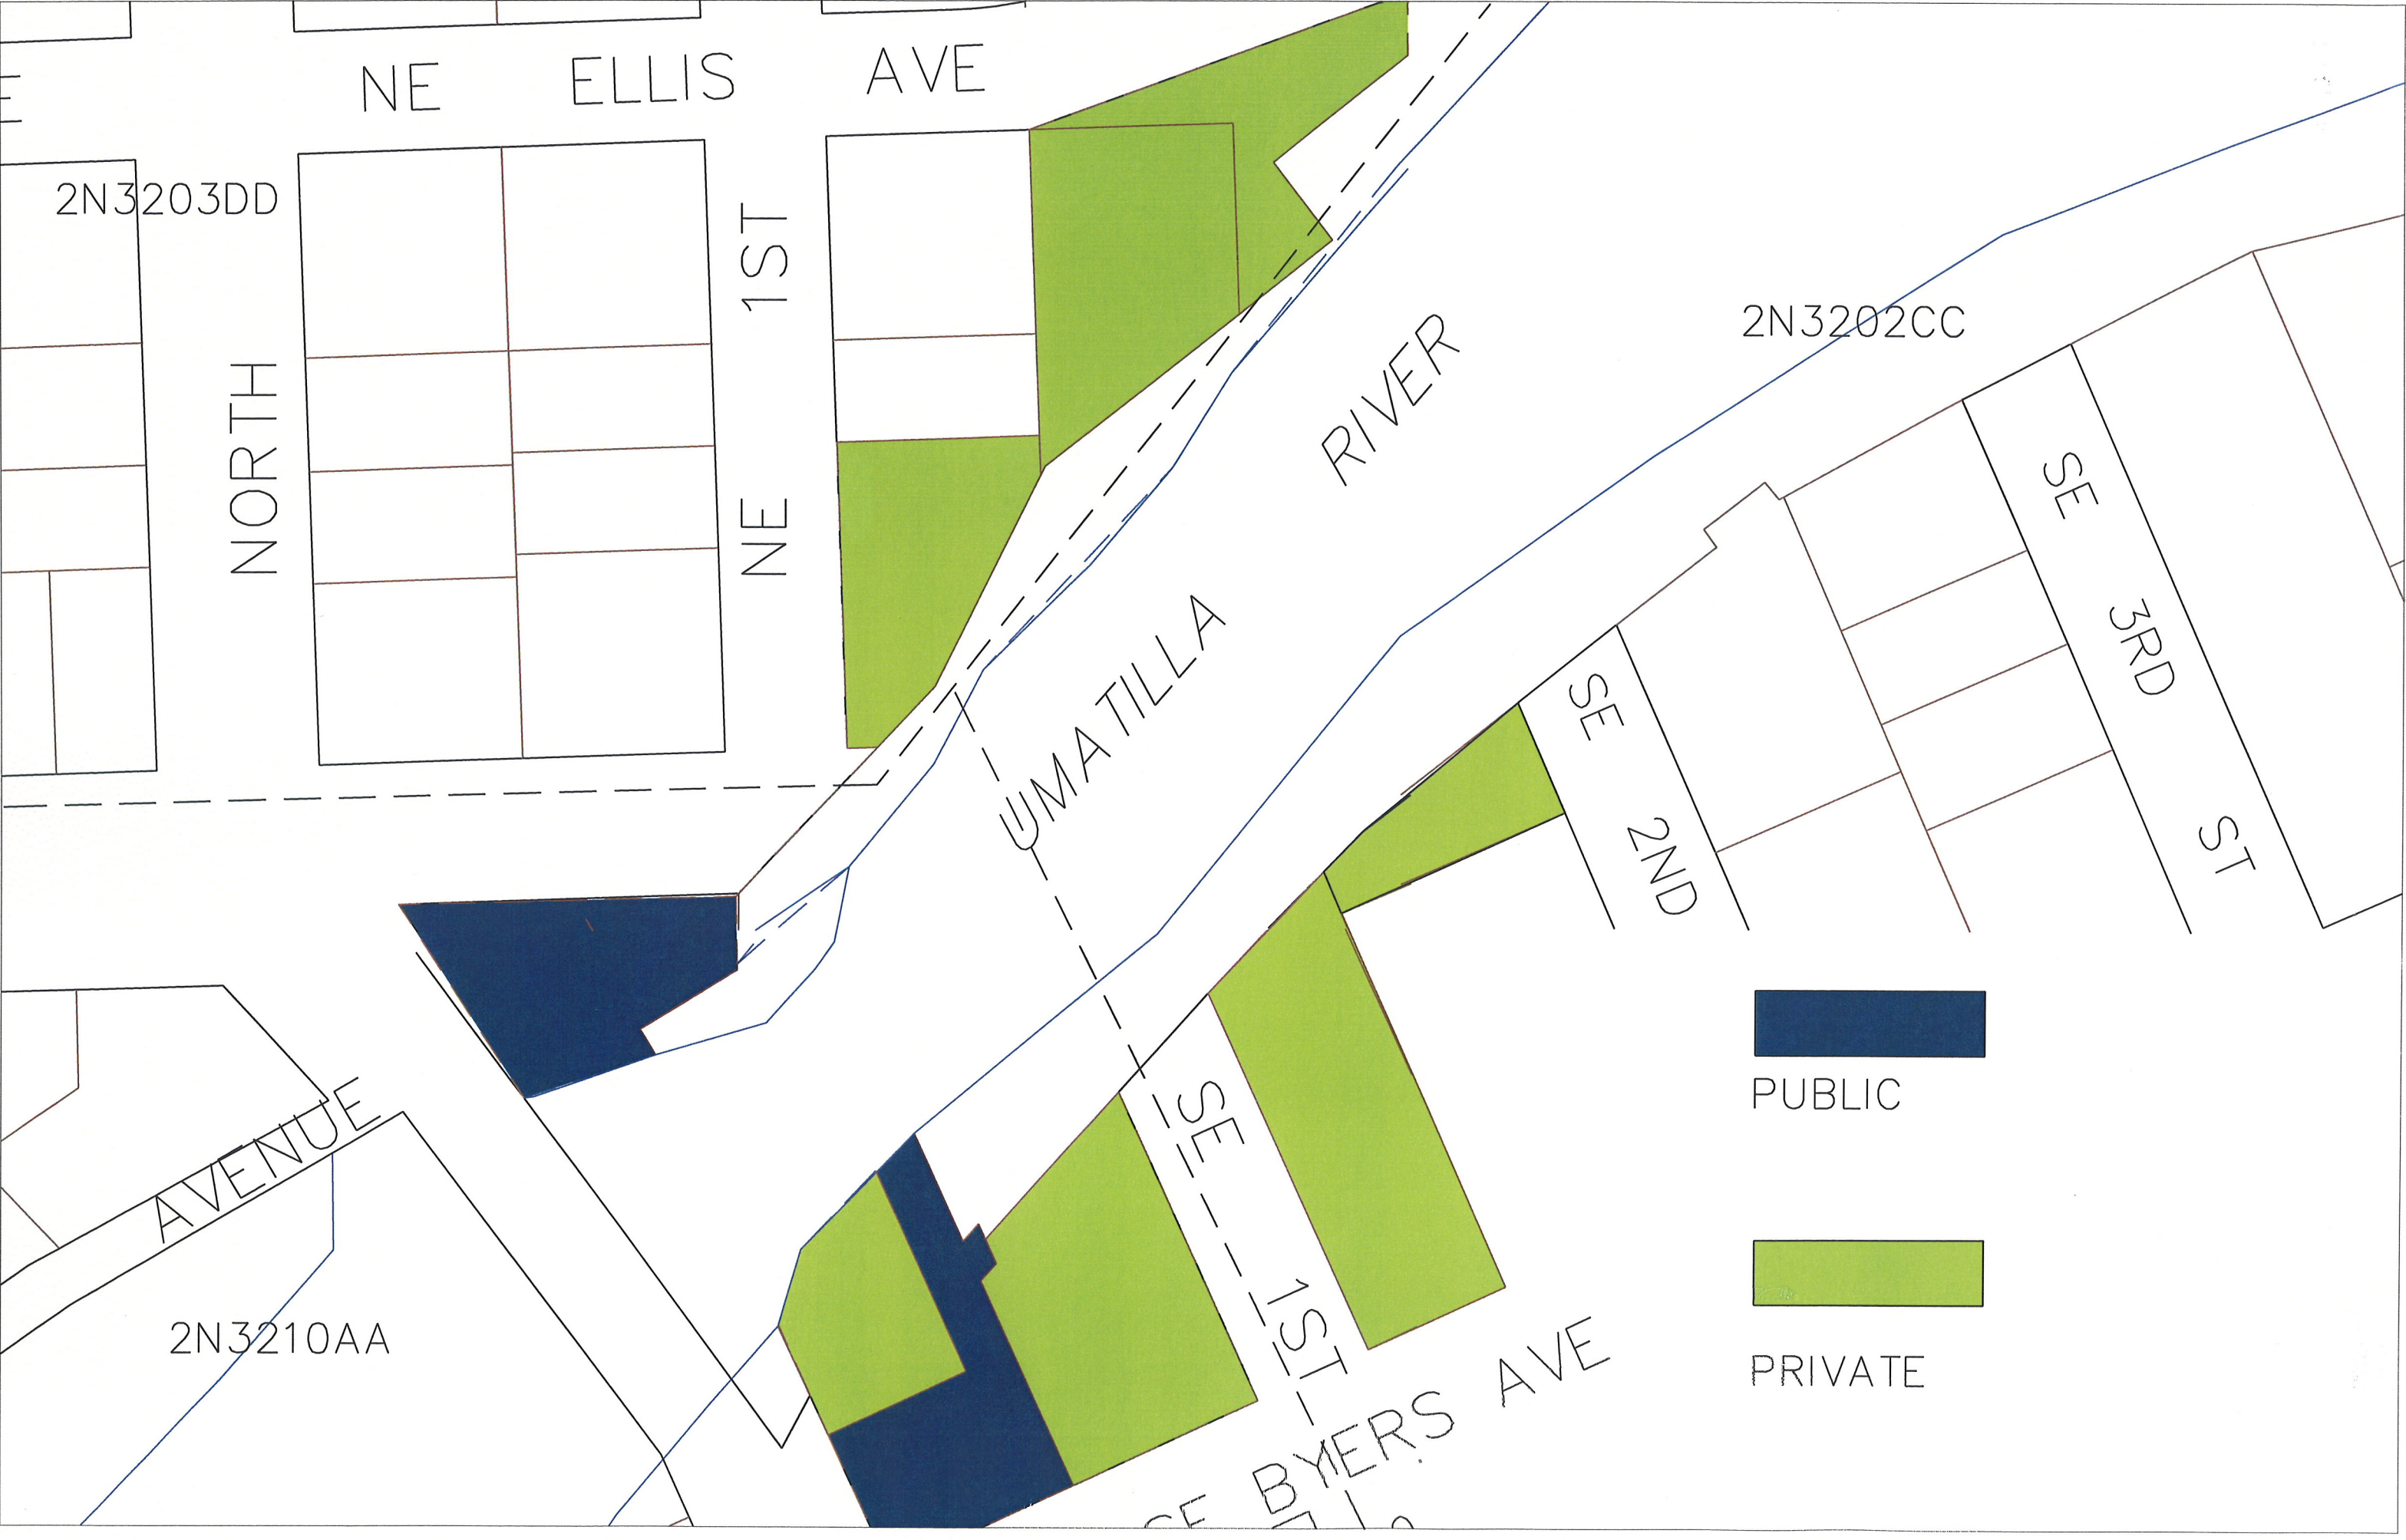 NE ELLIS AVE
E
2N3203DD
NORTH
NE 1ST
RIVER
UMATILLA
2N3202CC
SE 3RD ST
SE 2ND
PUBLIC
AVENUE
SE 1ST
2N3210AA
PRIVATE
SE BYERS AVE